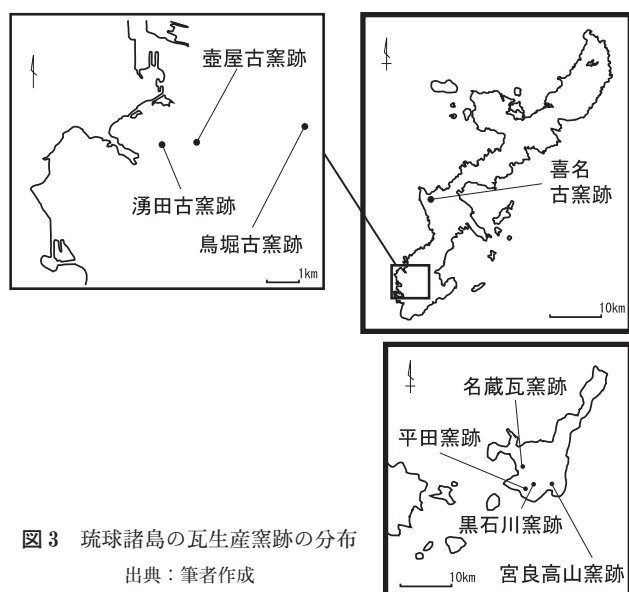 壺屋古窯跡
湧田古窯跡
鳥堀古窯跡
1km
喜名
古窯跡
10km
名蔵瓦窯跡
平田窯跡
黒石川窯跡
宮良高山窯跡
10km
図3 琉球諸島の瓦生産窯跡の分布
出典：筆者作成